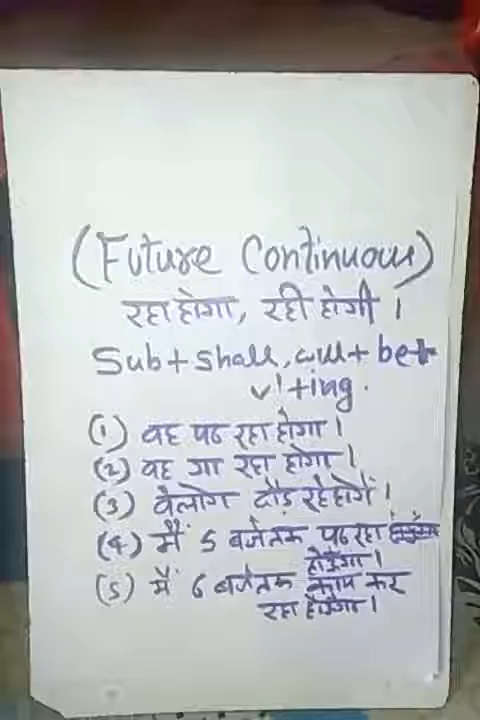 (Future Continuous)
रहा होगा, रही होगी ।
Sub + shall, will + be +
v¹ + ing.
(1) वह पढ रहा होगा ।
(2) वह गा रहा होगा ।
(3) वेलोग दौड़ रहे होगें ।
(4) मैं 5 बजेतक पढ रहा
होऊँगा ।
(5) मैं 6 बजेतक काम कर
रहा होऊँगा ।